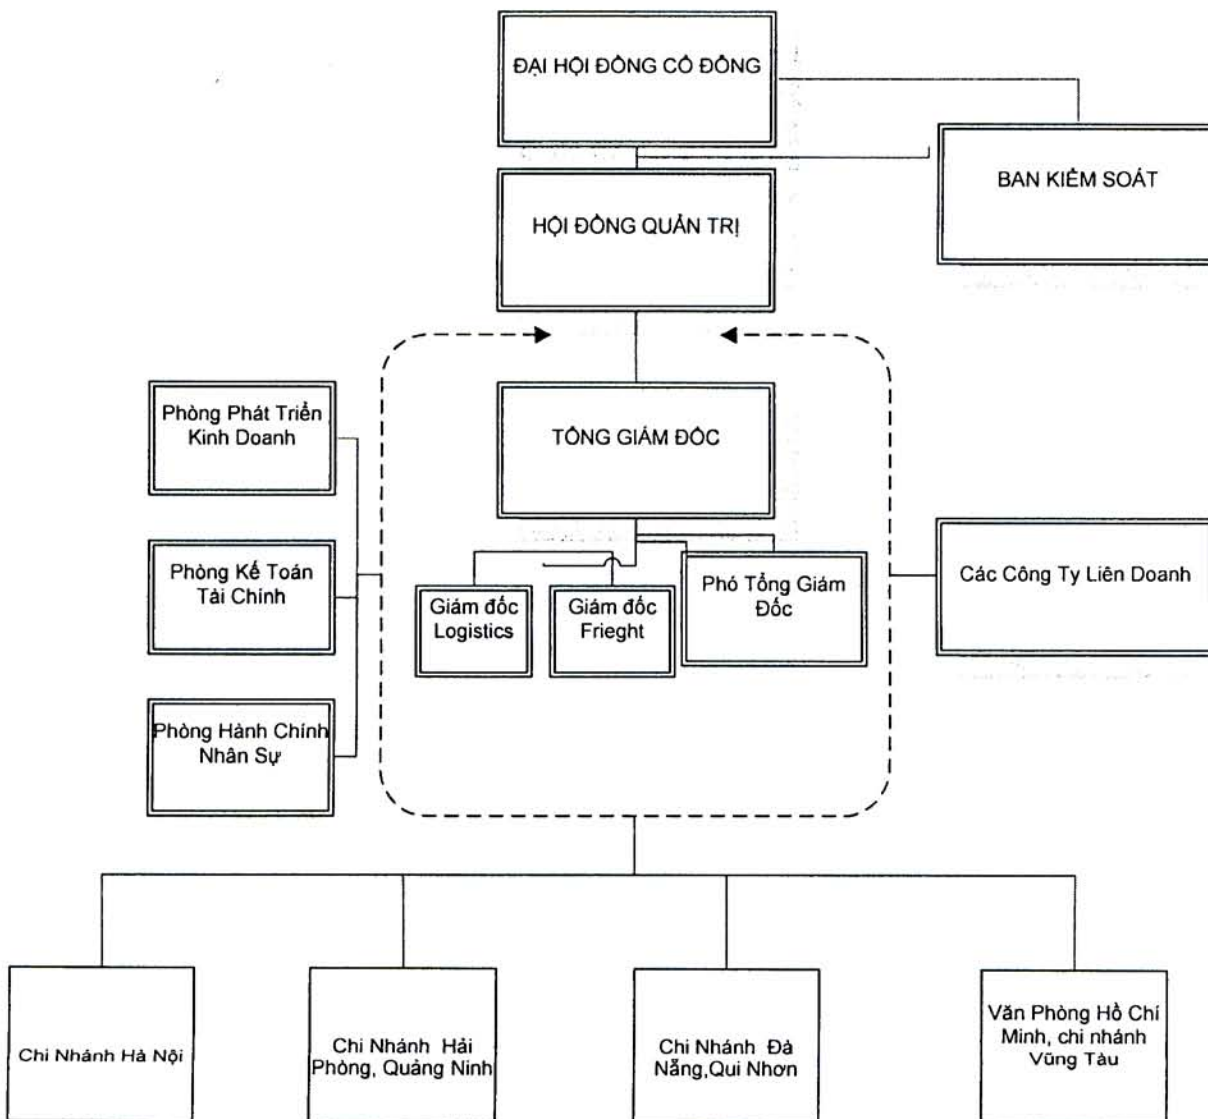 ĐẠI HỘI ĐỒNG CỔ ĐÔNG
BAN KIỂM SOÁT
HỘI ĐỒNG QUẢN TRỊ
Phòng Phát Triển
Kinh Doanh
TỔNG GIÁM ĐỐC
Phòng Kế Toán
Tài Chính
Giám đốc
Logistics
Giám đốc
Frieght
Phó Tổng Giám
Đốc
Các Công Ty Liên Doanh
Phòng Hành Chính
Nhân Sự
Chi Nhánh Hà Nội
Chi Nhánh Hải
Phòng, Quảng Ninh
Chi Nhánh Đà
Nẵng,Qui Nhơn
Văn Phòng Hồ Chí
Minh, chi nhánh
Vũng Tàu